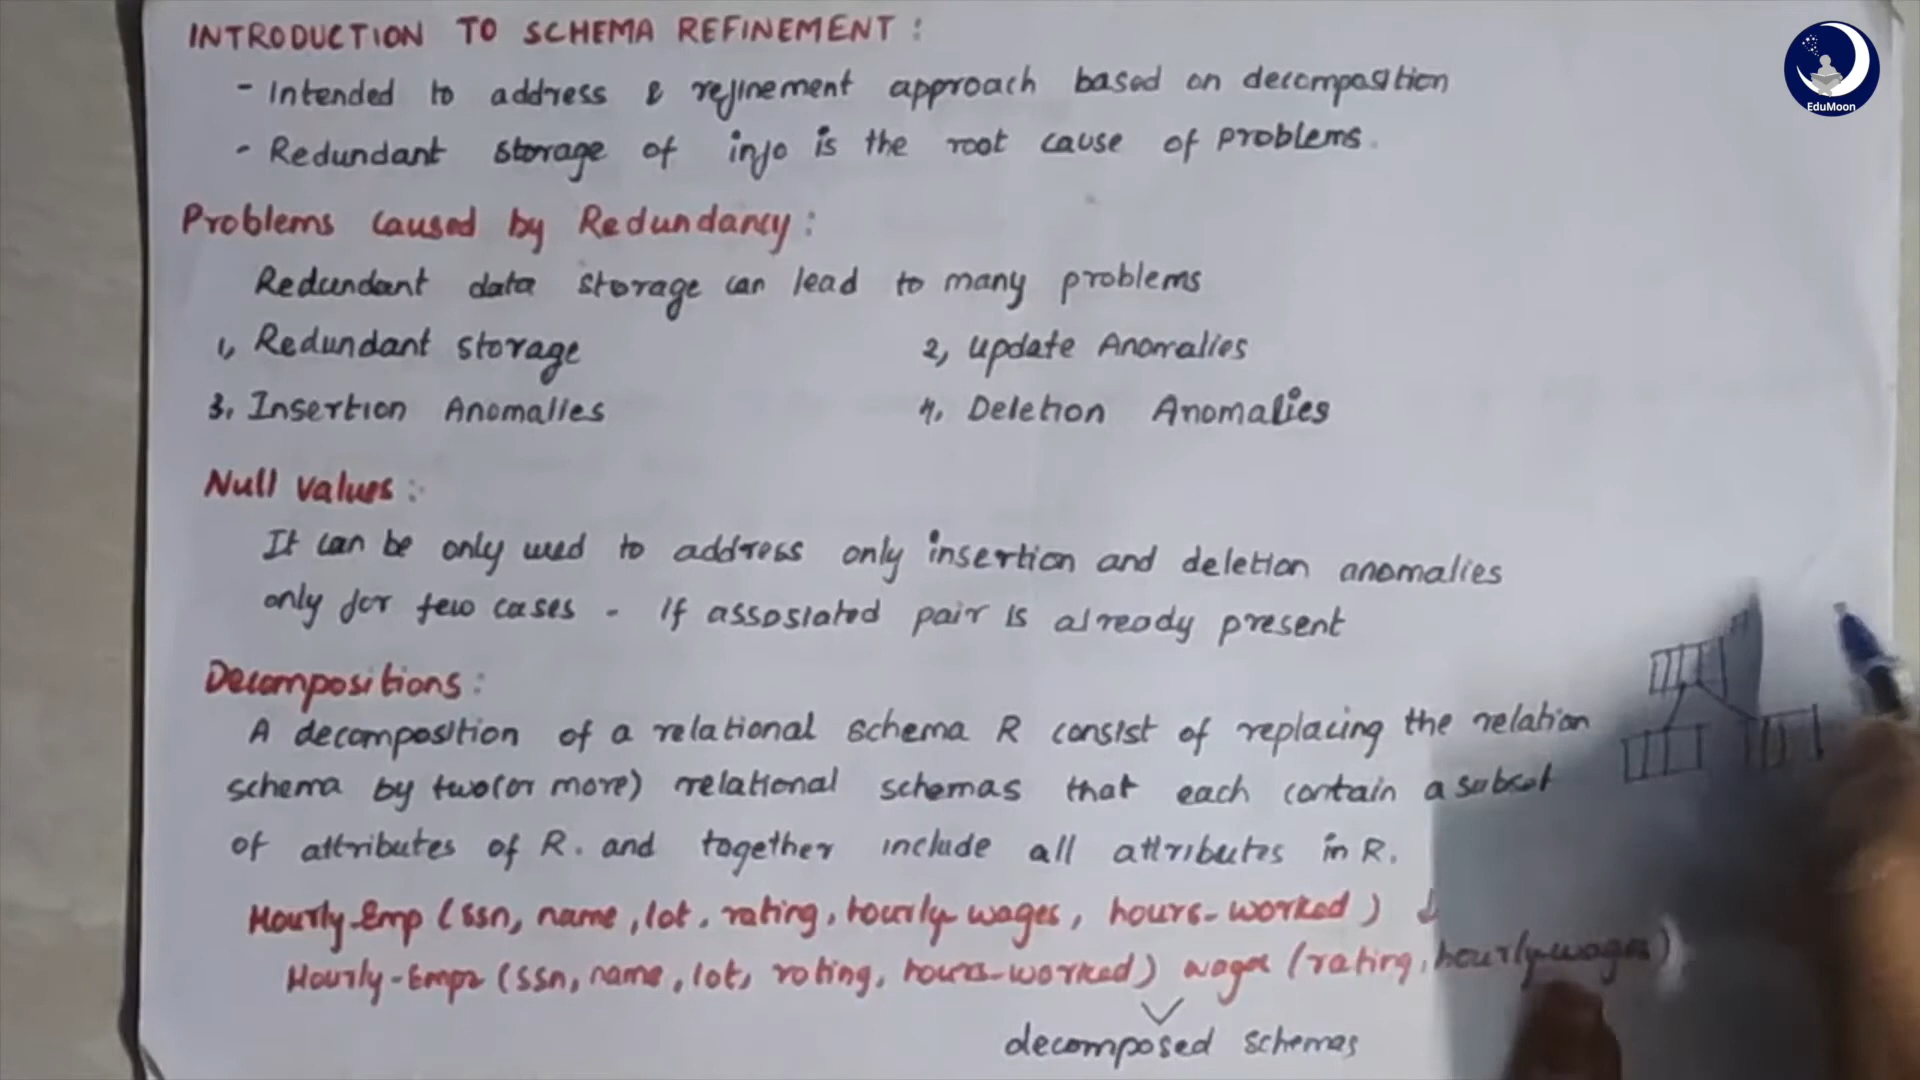 INTRODUCTION TO SCHEMA REFINEMENT :
EduMoon
- Intended to address & refinement approach based on decomposition
- Redundant storage of info is the root cause of problems.
Problems caused by Redundancy :
Redundant data storage can lead to many problems
1, Redundant storage 2, update Anomalies
3, Insertion Anomalies 4, Deletion Anomalies
Null values :
It can be only used to address only insertion and deletion anomalies
only for few cases - if assosiated pair is already present
Decompositions :
A decomposition of a relational schema R consist of replacing the relation
schema by two(or more) relational schemas that each contain a subset
of attributes of R. and together include all attributes in R.
Hourly-Emp (ssn, name, lot, rating, hourly-wages, hours-worked) ↓
Hourly-Emp2 (ssn, name, lot, rating, hours-worked) wages (rating, hourly-wages)
decomposed schemas